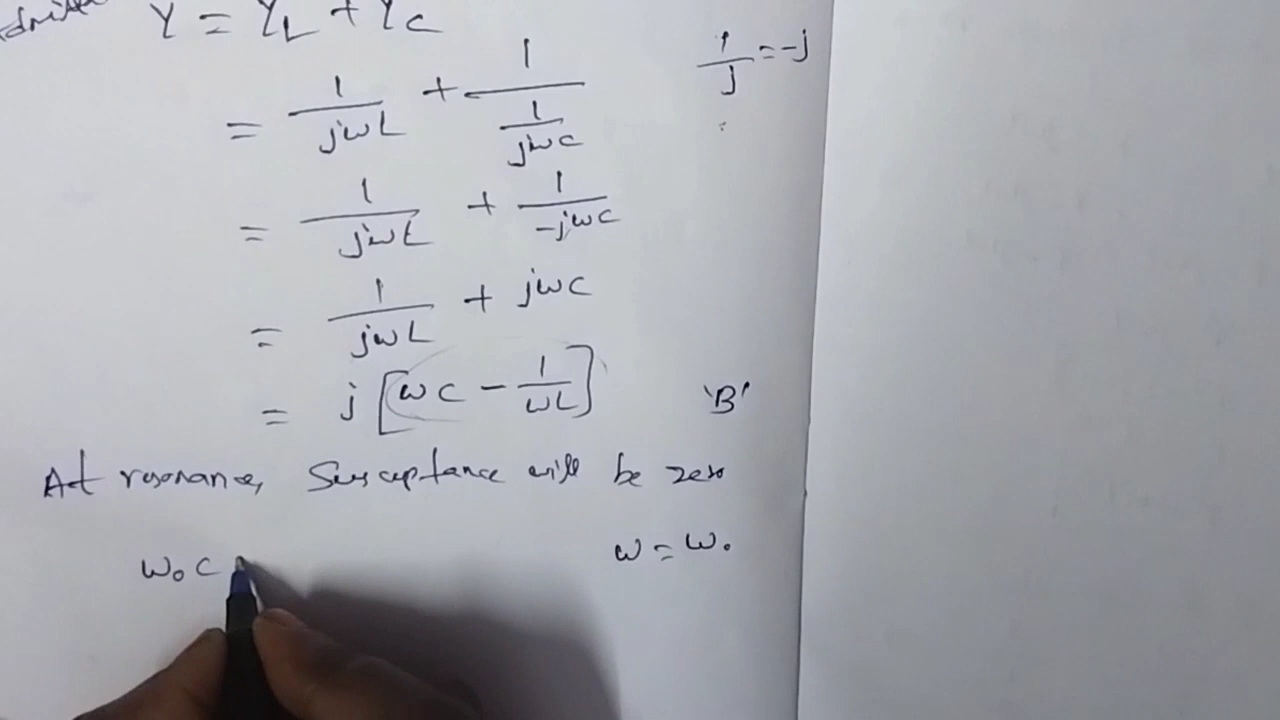 Y = Y_L + Y_C
= 1/(jωL) + 1/(1/(jωC))
1/j = -j
= 1/(jωL) + 1/(-jωC)
= 1/(jωL) + jωC
= j [ωC - 1/(ωL)]
'B'
At resonance, Susceptance will be zero
ω = ω₀
ω₀C